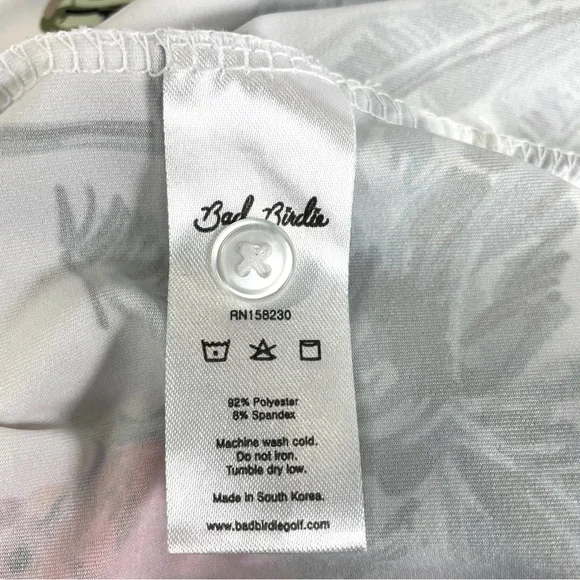 Bad Birdie
RN158230
92% Polyester
8% Spandex
Machine wash cold.
Do not iron.
Tumble dry low.
Made in South Korea.
www.badbirdiegolf.com